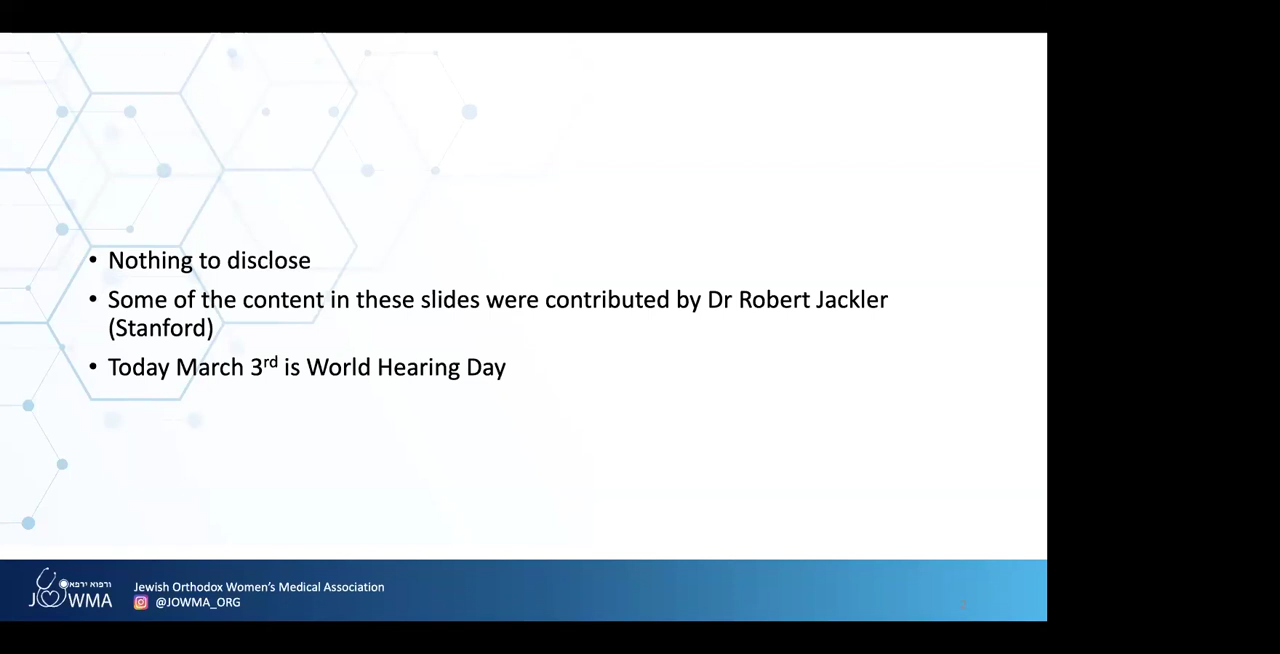 • Nothing to disclose
• Some of the content in these slides were contributed by Dr Robert Jackler
(Stanford)
• Today March 3rd is World Hearing Day
ורפוא ירפא
JOWMA
Jewish Orthodox Women's Medical Association
@JOWMA_ORG